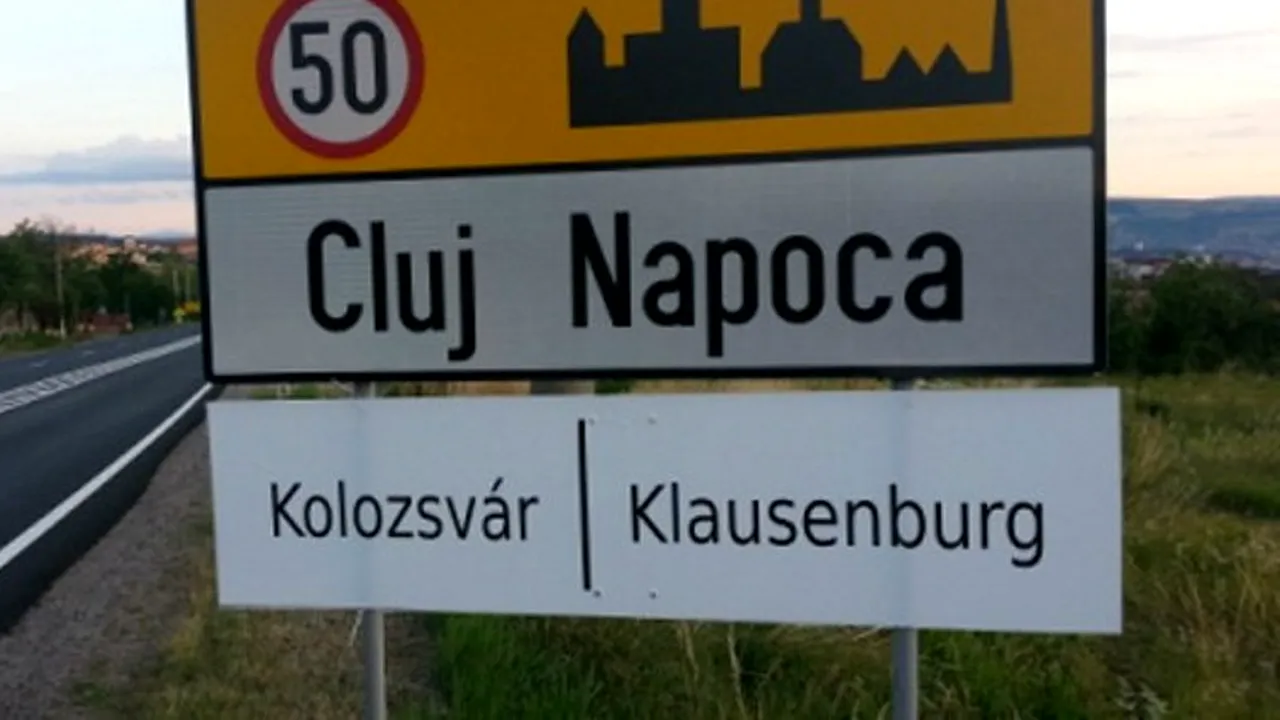 50
Cluj Napoca
Kolozsvár | Klausenburg